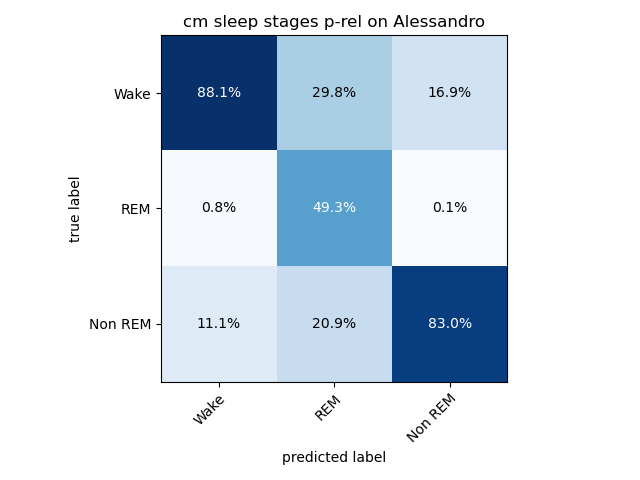 cm sleep stages p-rel on Alessandro
true label
Wake
88.1%
29.8%
16.9%
REM
0.8%
49.3%
0.1%
Non REM
11.1%
20.9%
83.0%
Wake
REM
Non REM
predicted label